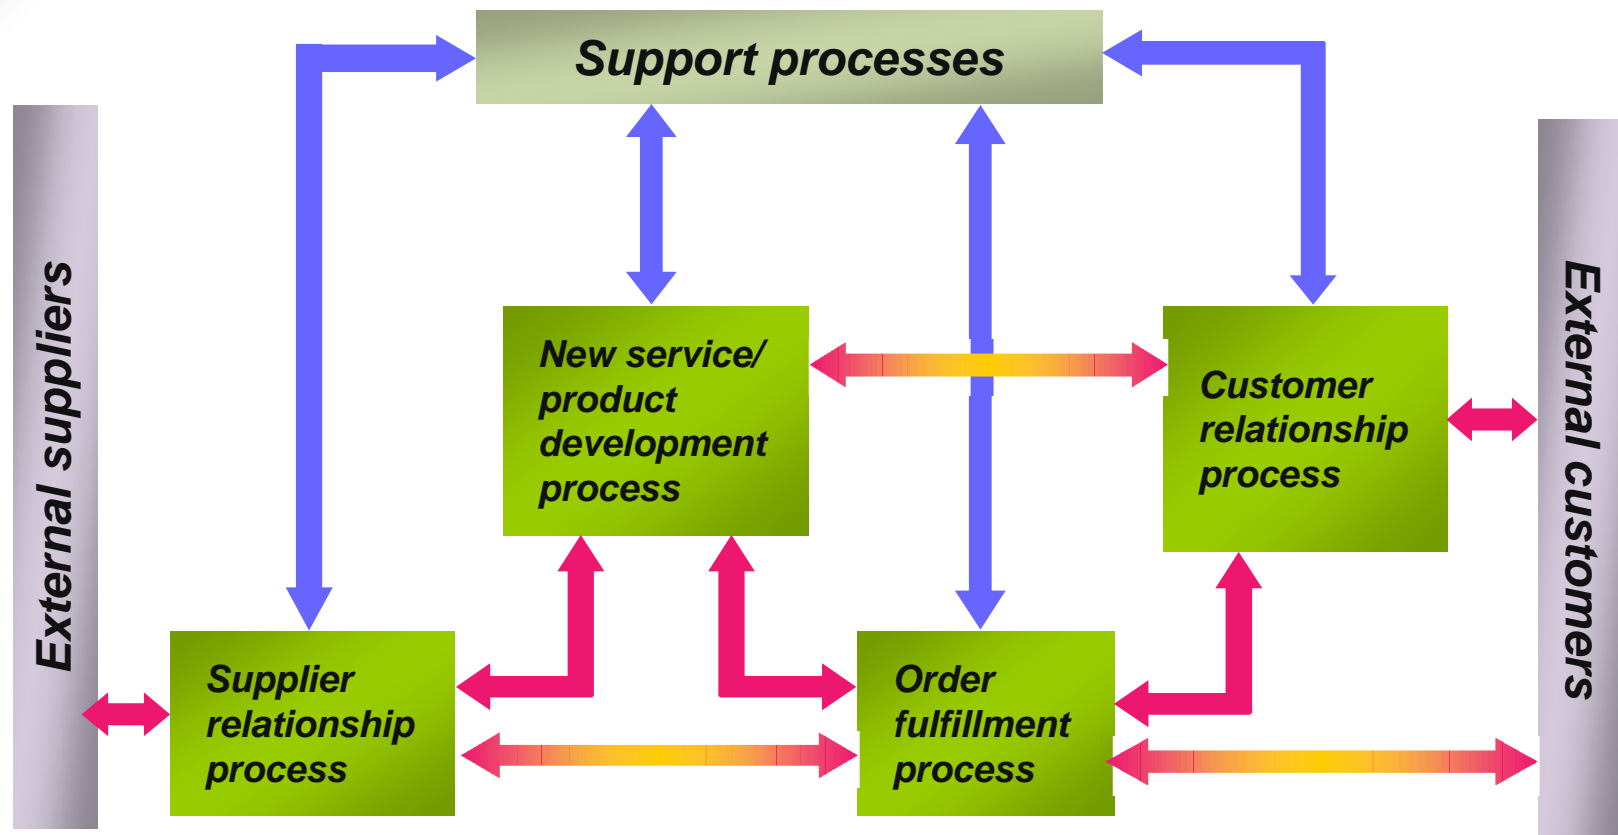 Support processes
External suppliers
External customers
New service/
product
development
process
Customer
relationship
process
Supplier
relationship
process
Order
fulfillment
process